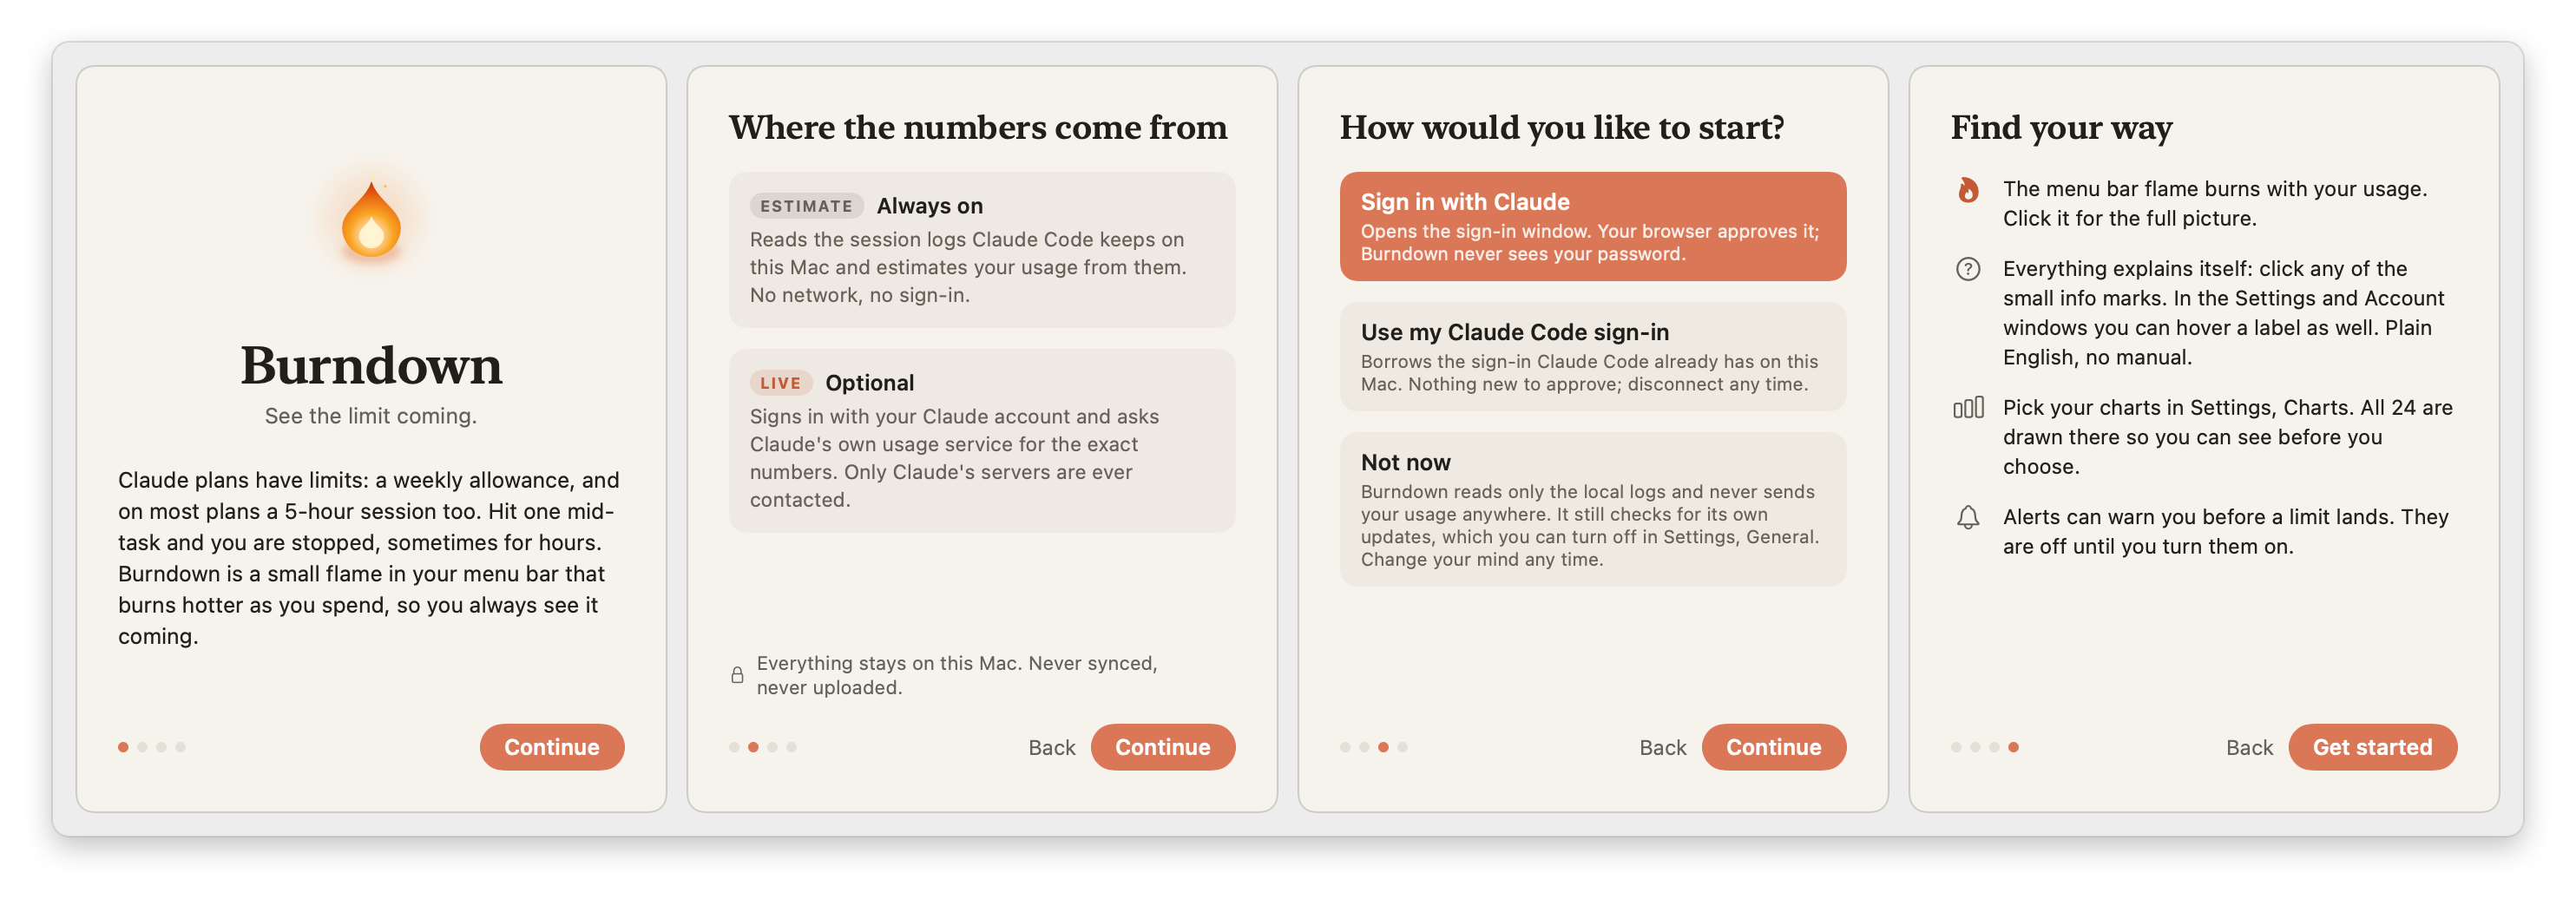 Burndown
See the limit coming.
Claude plans have limits: a weekly allowance, and
on most plans a 5-hour session too. Hit one mid-
task and you are stopped, sometimes for hours.
Burndown is a small flame in your menu bar that
burns hotter as you spend, so you always see it
coming.
Continue
Where the numbers come from
ESTIMATE Always on
Reads the session logs Claude Code keeps on
this Mac and estimates your usage from them.
No network, no sign-in.
LIVE Optional
Signs in with your Claude account and asks
Claude's own usage service for the exact
numbers. Only Claude's servers are ever
contacted.
Everything stays on this Mac. Never synced,
never uploaded.
Back Continue
How would you like to start?
Sign in with Claude
Opens the sign-in window. Your browser approves it;
Burndown never sees your password.
Use my Claude Code sign-in
Borrows the sign-in Claude Code already has on this
Mac. Nothing new to approve; disconnect any time.
Not now
Burndown reads only the local logs and never sends
your usage anywhere. It still checks for its own
updates, which you can turn off in Settings, General.
Change your mind any time.
Back Continue
Find your way
The menu bar flame burns with your usage.
Click it for the full picture.
Everything explains itself: click any of the
small info marks. In the Settings and Account
windows you can hover a label as well. Plain
English, no manual.
Pick your charts in Settings, Charts. All 24 are
drawn there so you can see before you
choose.
Alerts can warn you before a limit lands. They
are off until you turn them on.
Back Get started